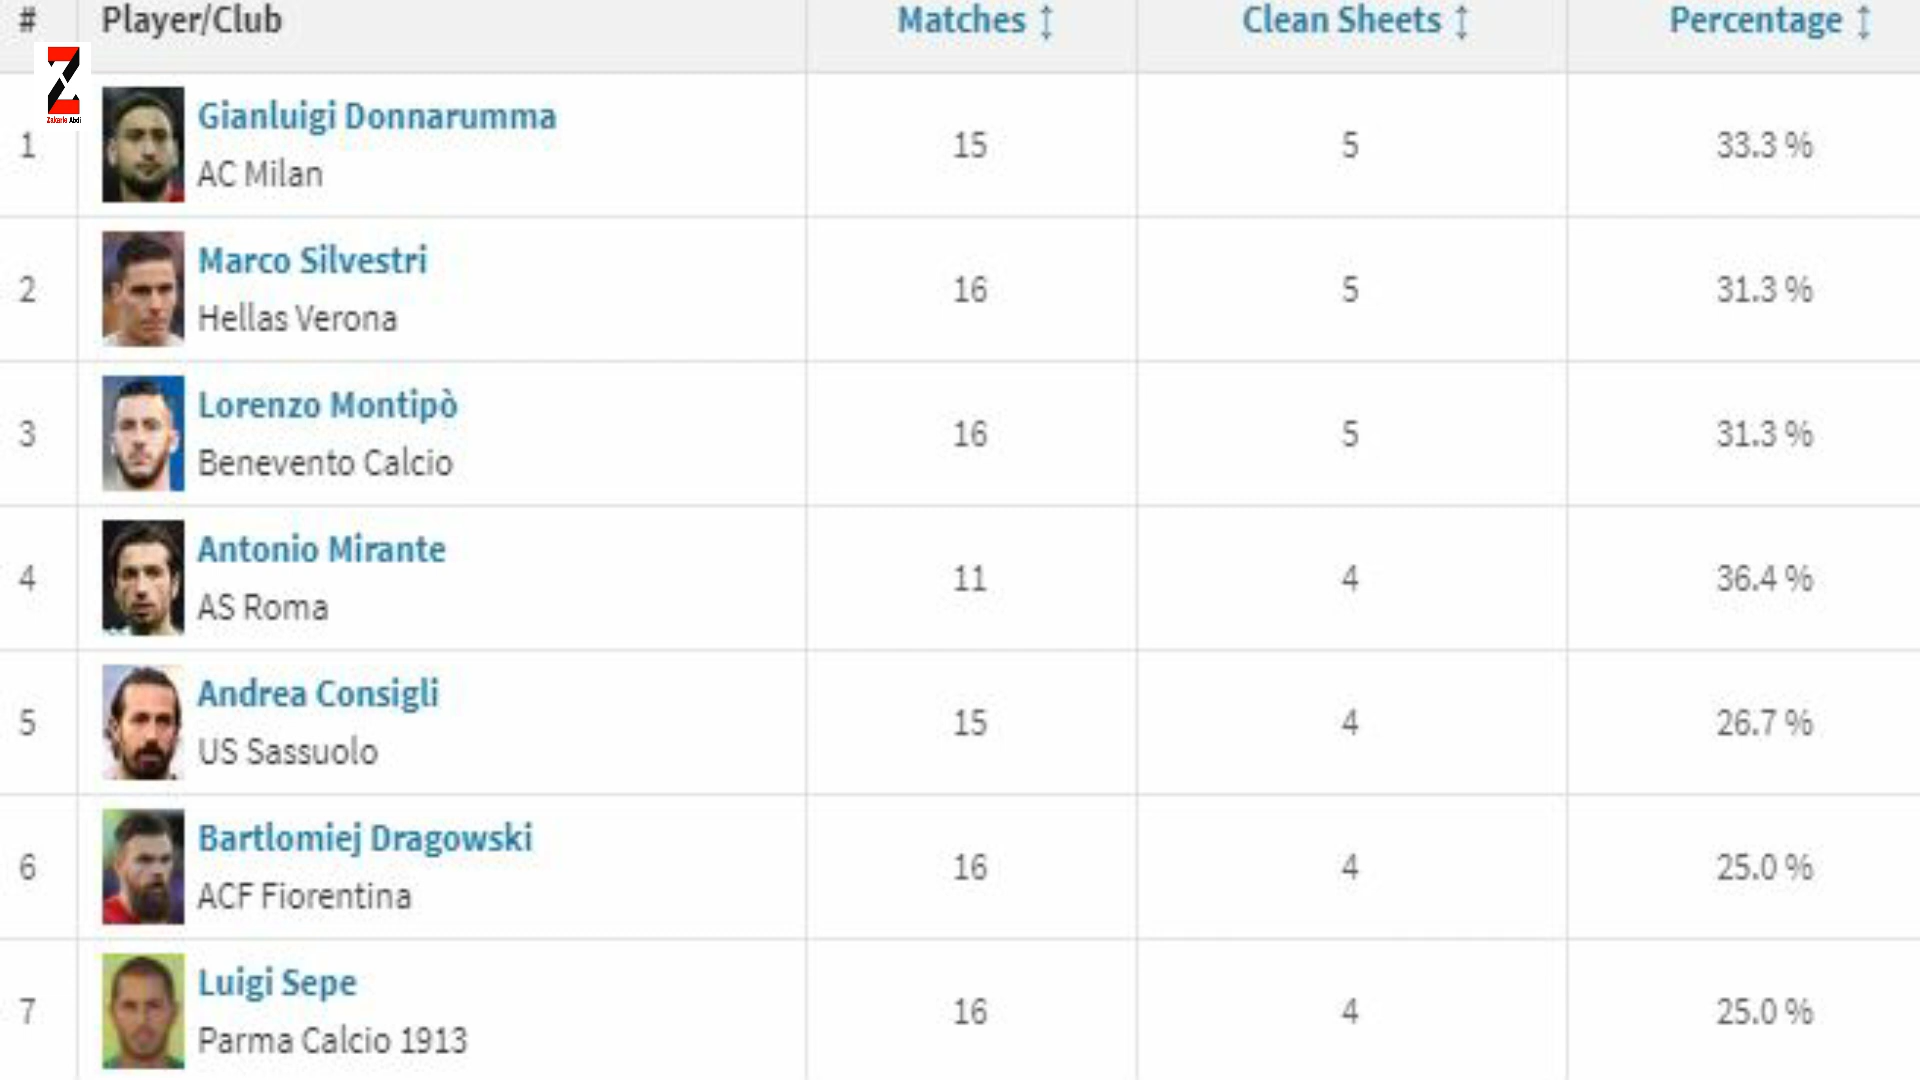 # Player/Club Matches Clean Sheets Percentage
Zakarie Abdi
1 Gianluigi Donnarumma 15 5 33.3 %
AC Milan
2 Marco Silvestri 16 5 31.3 %
Hellas Verona
3 Lorenzo Montipò 16 5 31.3 %
Benevento Calcio
4 Antonio Mirante 11 4 36.4 %
AS Roma
5 Andrea Consigli 15 4 26.7 %
US Sassuolo
6 Bartlomiej Dragowski 16 4 25.0 %
ACF Fiorentina
7 Luigi Sepe 16 4 25.0 %
Parma Calcio 1913